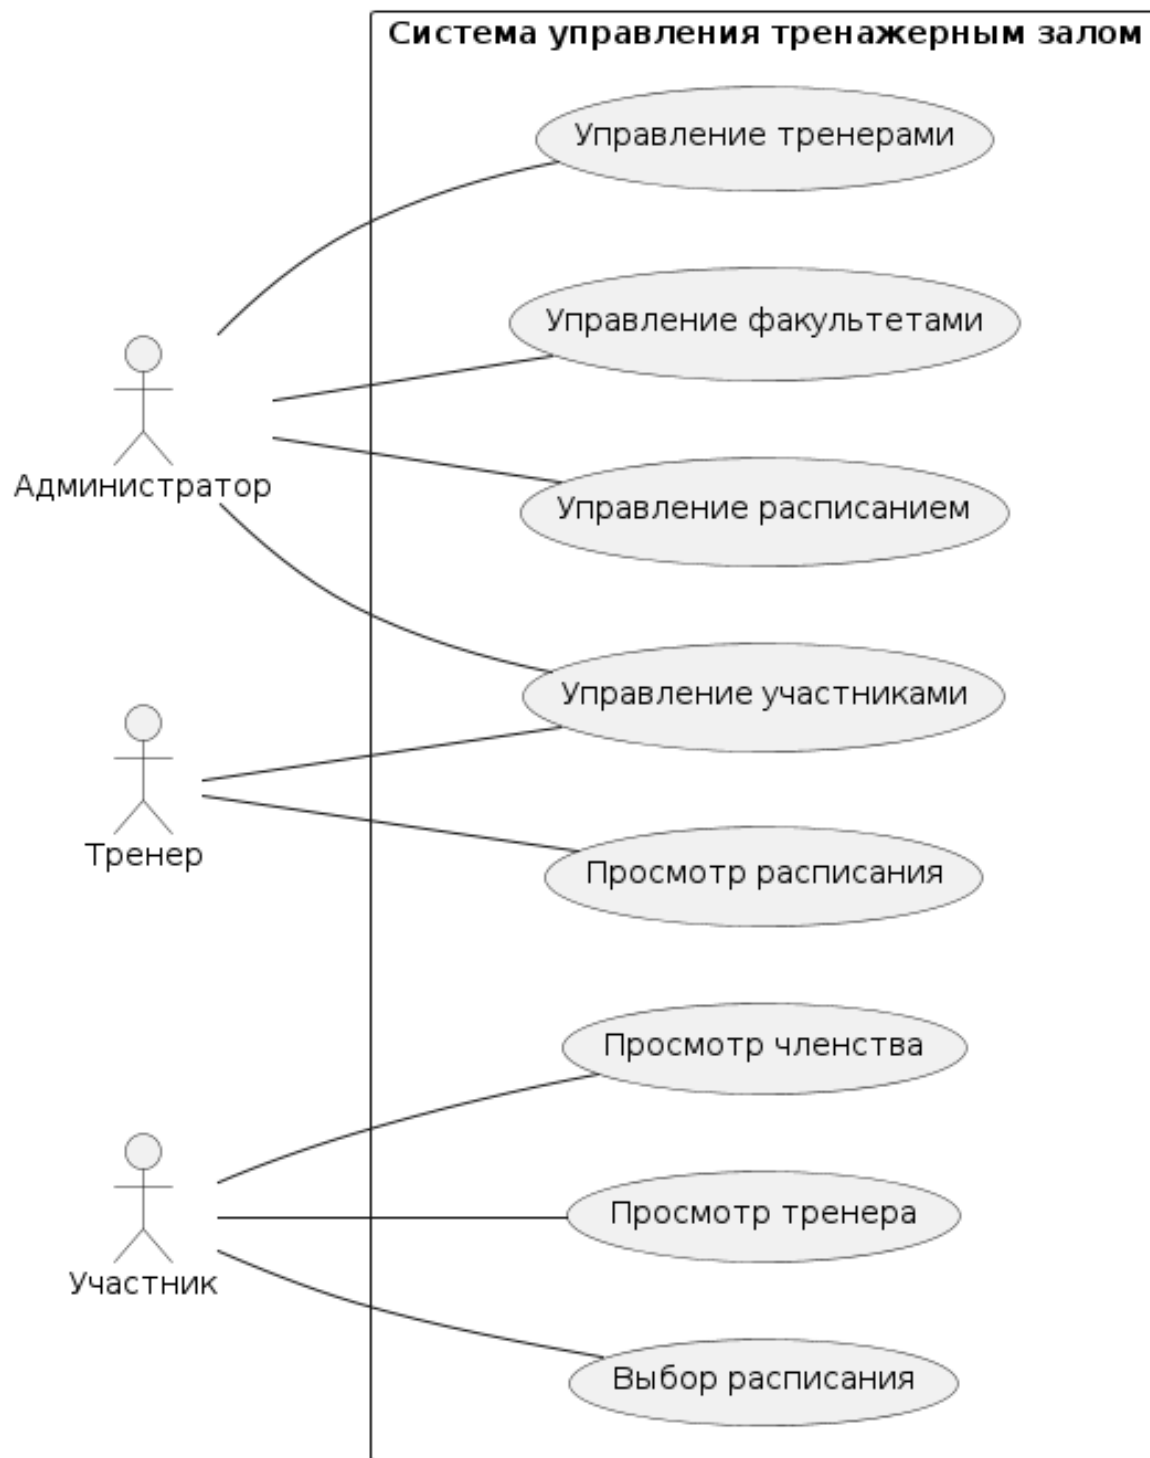 Система управления тренажерным залом
Управление тренерами
Управление факультетами
Администратор
Управление расписанием
Управление участниками
Тренер
Просмотр расписания
Просмотр членства
Просмотр тренера
Участник
Выбор расписания